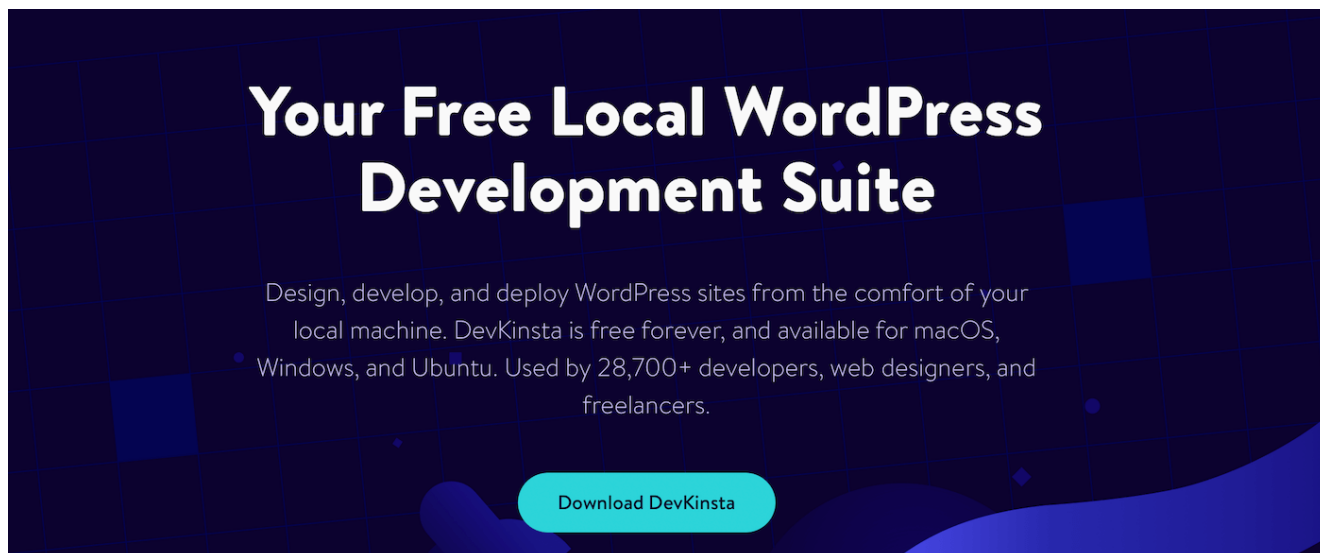 Your Free Local WordPress
Development Suite
Design, develop, and deploy WordPress sites from the comfort of your
local machine. DevKinsta is free forever, and available for macOS,
Windows, and Ubuntu. Used by 28,700+ developers, web designers, and
freelancers.
Download DevKinsta